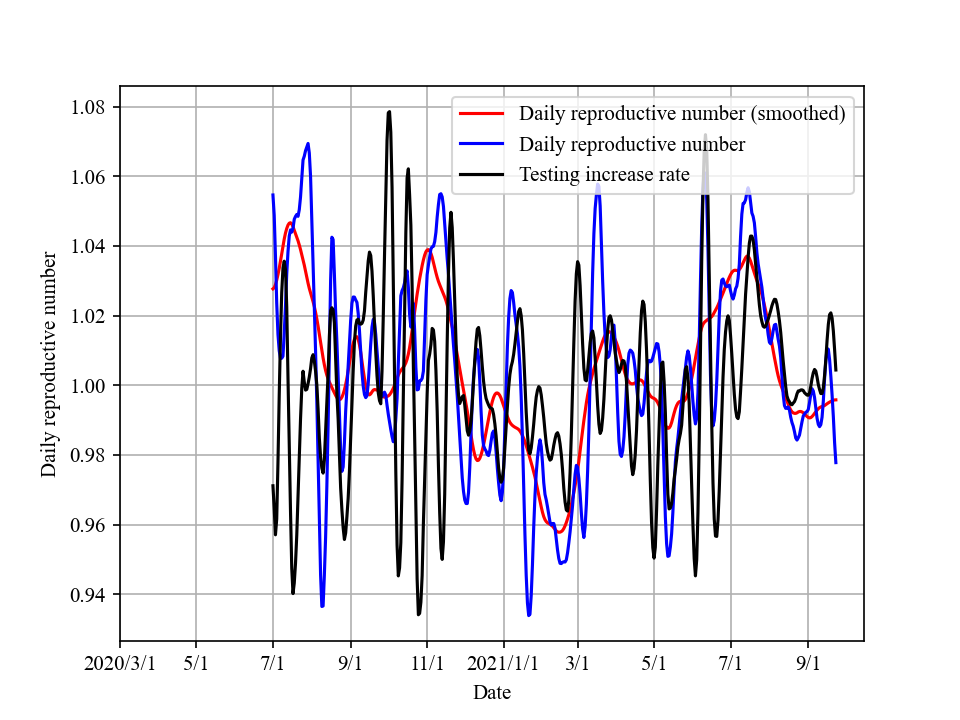 Daily reproductive number (smoothed)
Daily reproductive number
Testing increase rate
Daily reproductive number
1.08
1.06
1.04
1.02
1.00
0.98
0.96
0.94
2020/3/1 5/1 7/1 9/1 11/1 2021/1/1 3/1 5/1 7/1 9/1
Date